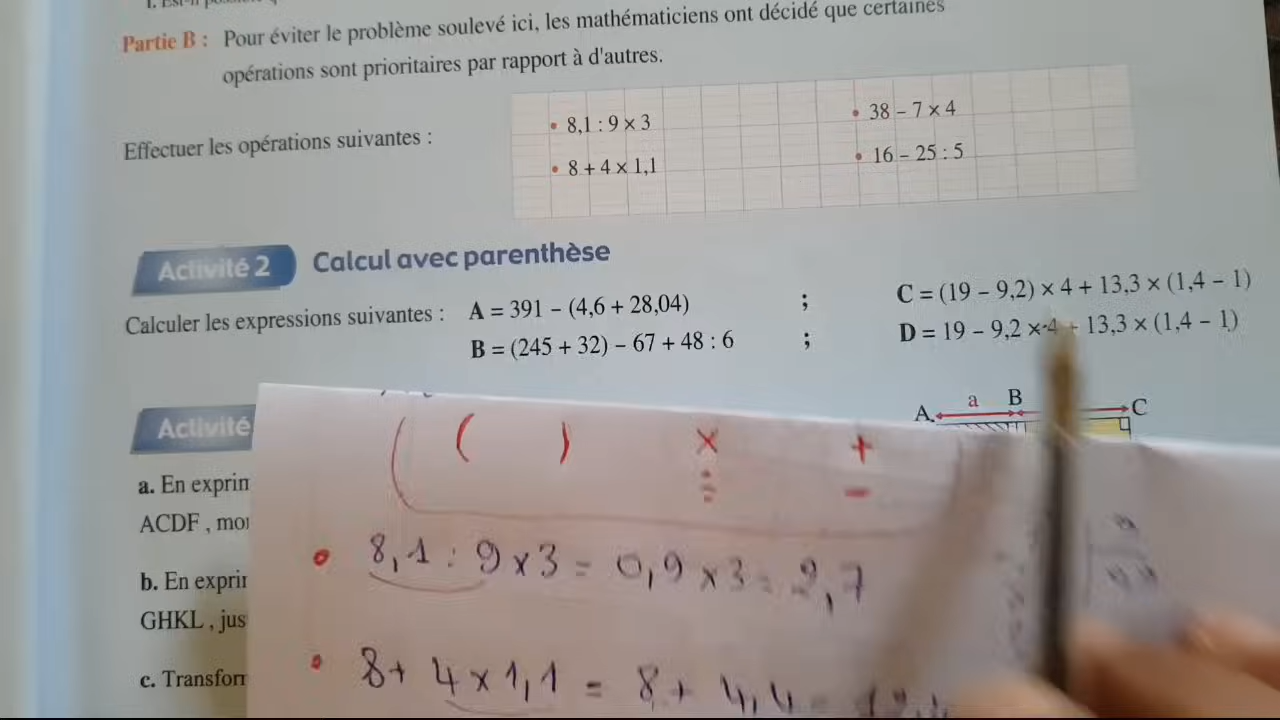 Partie B : Pour éviter le problème soulevé ici, les mathématiciens ont décidé que certaines
opérations sont prioritaires par rapport à d'autres.
Effectuer les opérations suivantes :
• 8,1 : 9 × 3
• 38 – 7 × 4
• 8 + 4 × 1,1
• 16 – 25 : 5
Activité 2 Calcul avec parenthèse
Calculer les expressions suivantes : A = 391 – (4,6 + 28,04) ; C = (19 – 9,2) × 4 + 13,3 × (1,4 – 1)
B = (245 + 32) – 67 + 48 : 6 ; D = 19 – 9,2 × 4 + 13,3 × (1,4 – 1)
A a B C
Activité
( ) × +
÷ –
a. En exprim
ACDF , mo
• 8,1 : 9 × 3 = 0,9 × 3 = 2,7
b. En exprir
GHKL , jus
• 8 + 4 × 1,1 = 8 + 4,4 =
c. Transforr